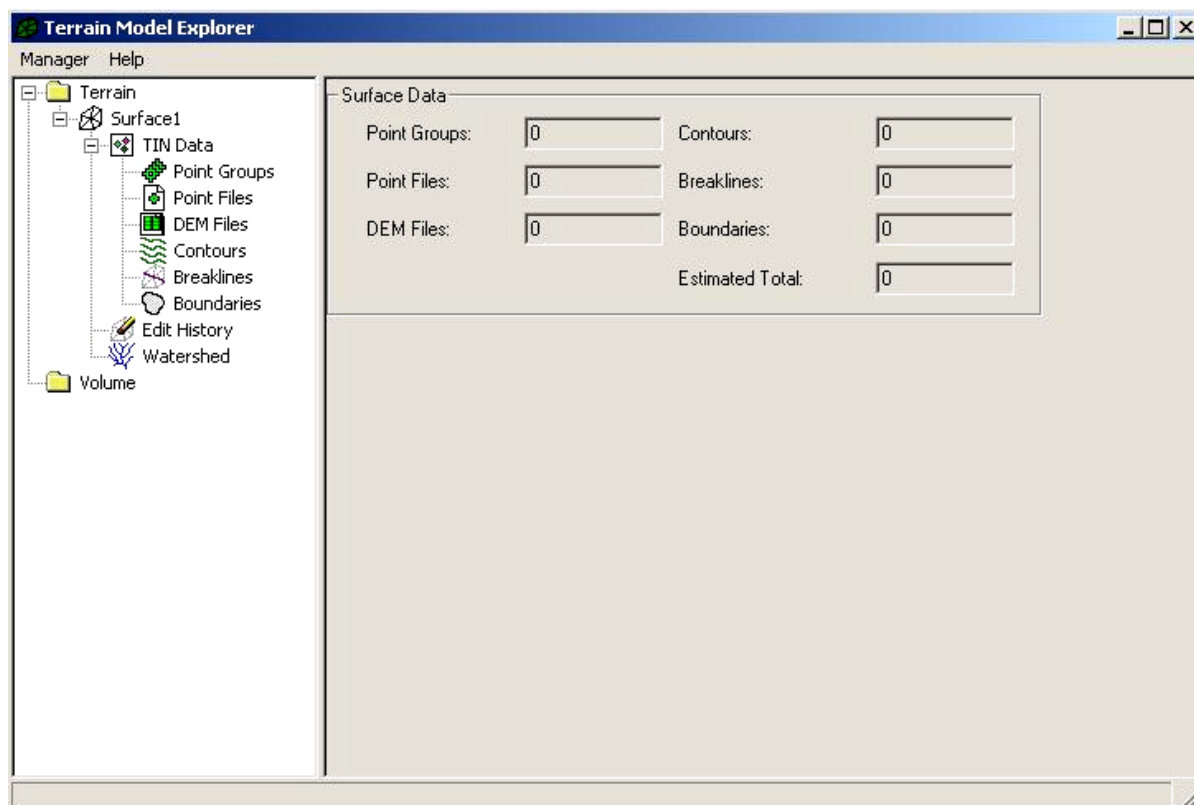 Terrain Model Explorer
Manager Help
Terrain
Surface1
TIN Data
Point Groups
Point Files
DEM Files
Contours
Breaklines
Boundaries
Edit History
Watershed
Volume
Surface Data
Point Groups: 0 Contours: 0
Point Files: 0 Breaklines: 0
DEM Files: 0 Boundaries: 0
Estimated Total: 0